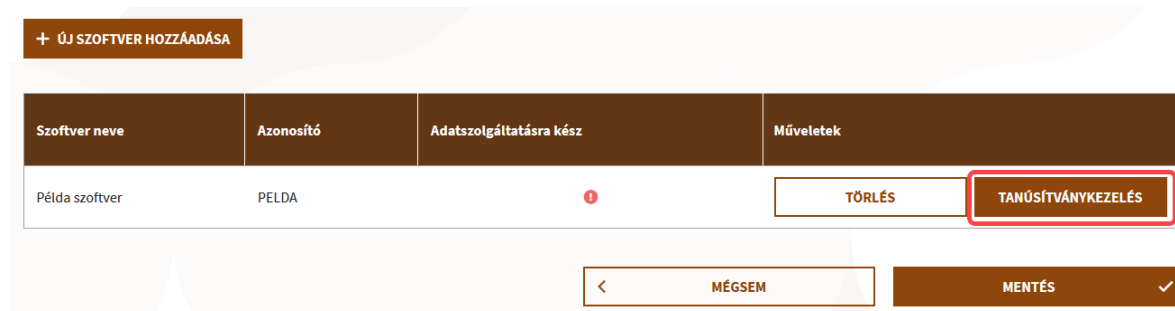 + ÚJ SZOFTVER HOZZÁADÁSA
Szoftver neve Azonosító Adatszolgáltatásra kész Műveletek
Példa szoftver PELDA TÖRLÉS TANÚSÍTVÁNYKEZELÉS
MÉGSEM MENTÉS